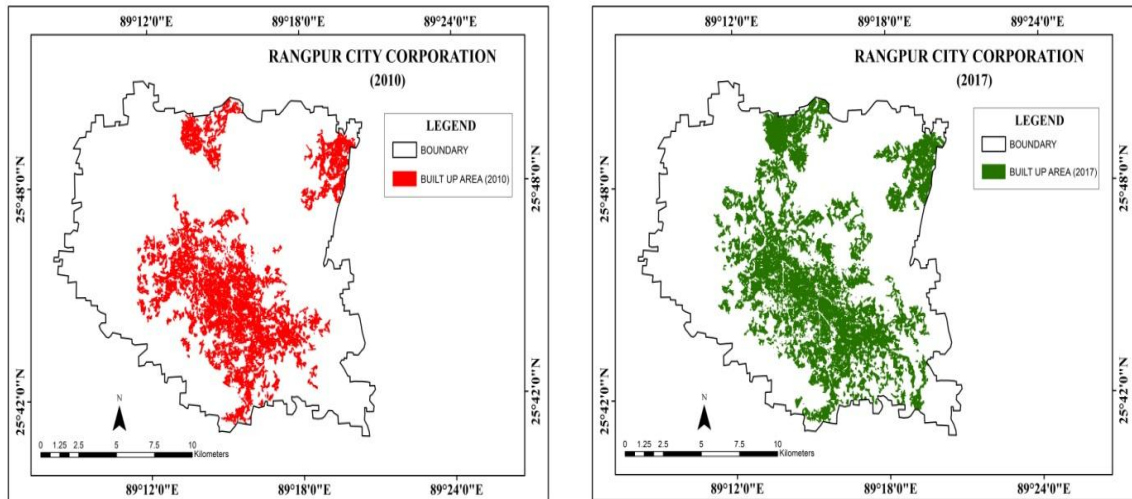 89°12'0"E 89°18'0"E 89°24'0"E
RANGPUR CITY CORPORATION
(2010)
LEGEND
BOUNDARY
BUILT UP AREA (2010)
25°48'0"N
25°48'0"N
25°42'0"N
25°42'0"N
N
0 1.25 2.5 5 7.5 10
Kilometers
89°12'0"E 89°18'0"E 89°24'0"E
89°12'0"E 89°18'0"E 89°24'0"E
RANGPUR CITY CORPORATION
(2017)
LEGEND
BOUNDARY
BUILT UP AREA (2017)
25°48'0"N
25°48'0"N
25°42'0"N
25°42'0"N
N
0 1.25 2.5 5 7.5 10
Kilometers
89°12'0"E 89°18'0"E 89°24'0"E